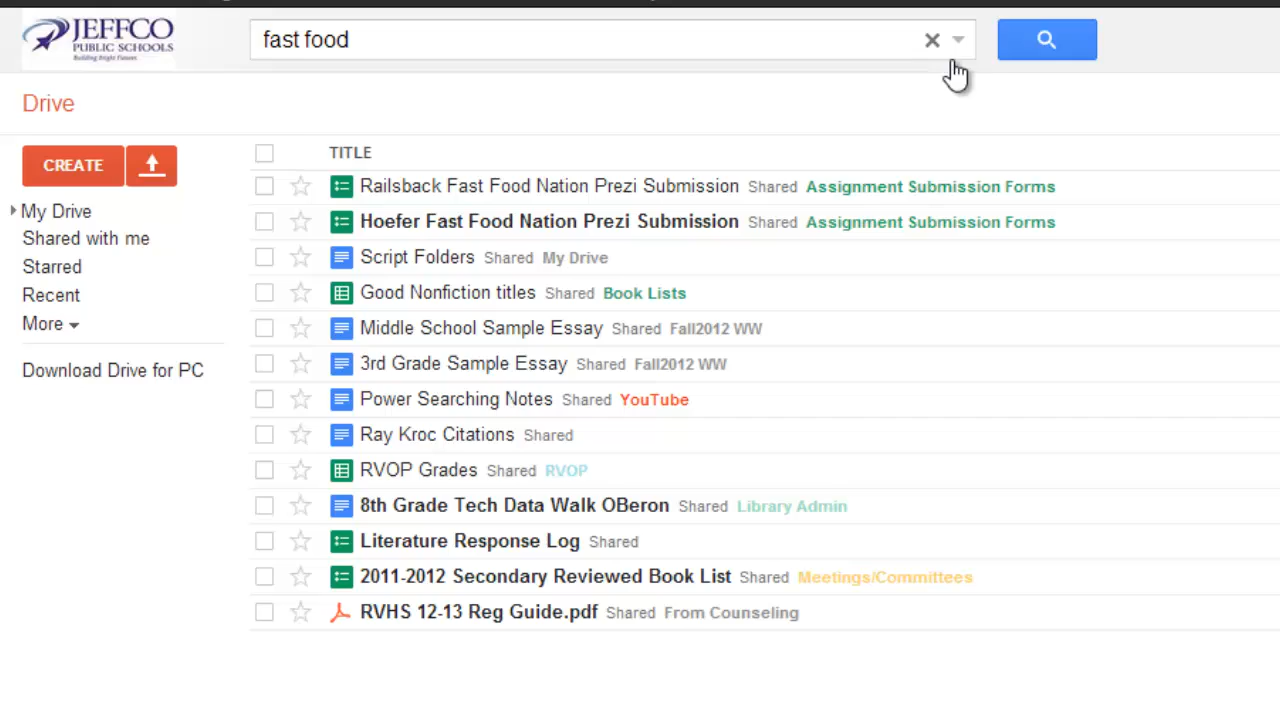 JEFFCO
PUBLIC SCHOOLS
Building Bright Futures
fast food
Drive
CREATE
My Drive
Shared with me
Starred
Recent
More
Download Drive for PC
TITLE
Railsback Fast Food Nation Prezi Submission Shared Assignment Submission Forms
Hoefer Fast Food Nation Prezi Submission Shared Assignment Submission Forms
Script Folders Shared My Drive
Good Nonfiction titles Shared Book Lists
Middle School Sample Essay Shared Fall2012 WW
3rd Grade Sample Essay Shared Fall2012 WW
Power Searching Notes Shared YouTube
Ray Kroc Citations Shared
RVOP Grades Shared RVOP
8th Grade Tech Data Walk OBeron Shared Library Admin
Literature Response Log Shared
2011-2012 Secondary Reviewed Book List Shared Meetings/Committees
RVHS 12-13 Reg Guide.pdf Shared From Counseling